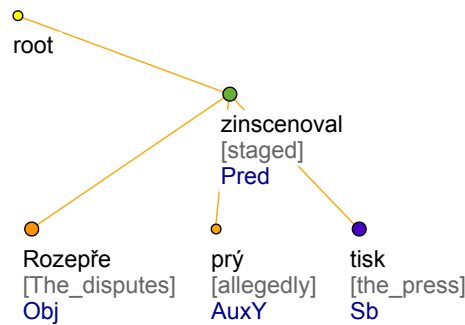 root
zinscenoval
[staged]
Pred
Rozepře
[The_disputes]
Obj
prý
[allegedly]
AuxY
tisk
[the_press]
Sb